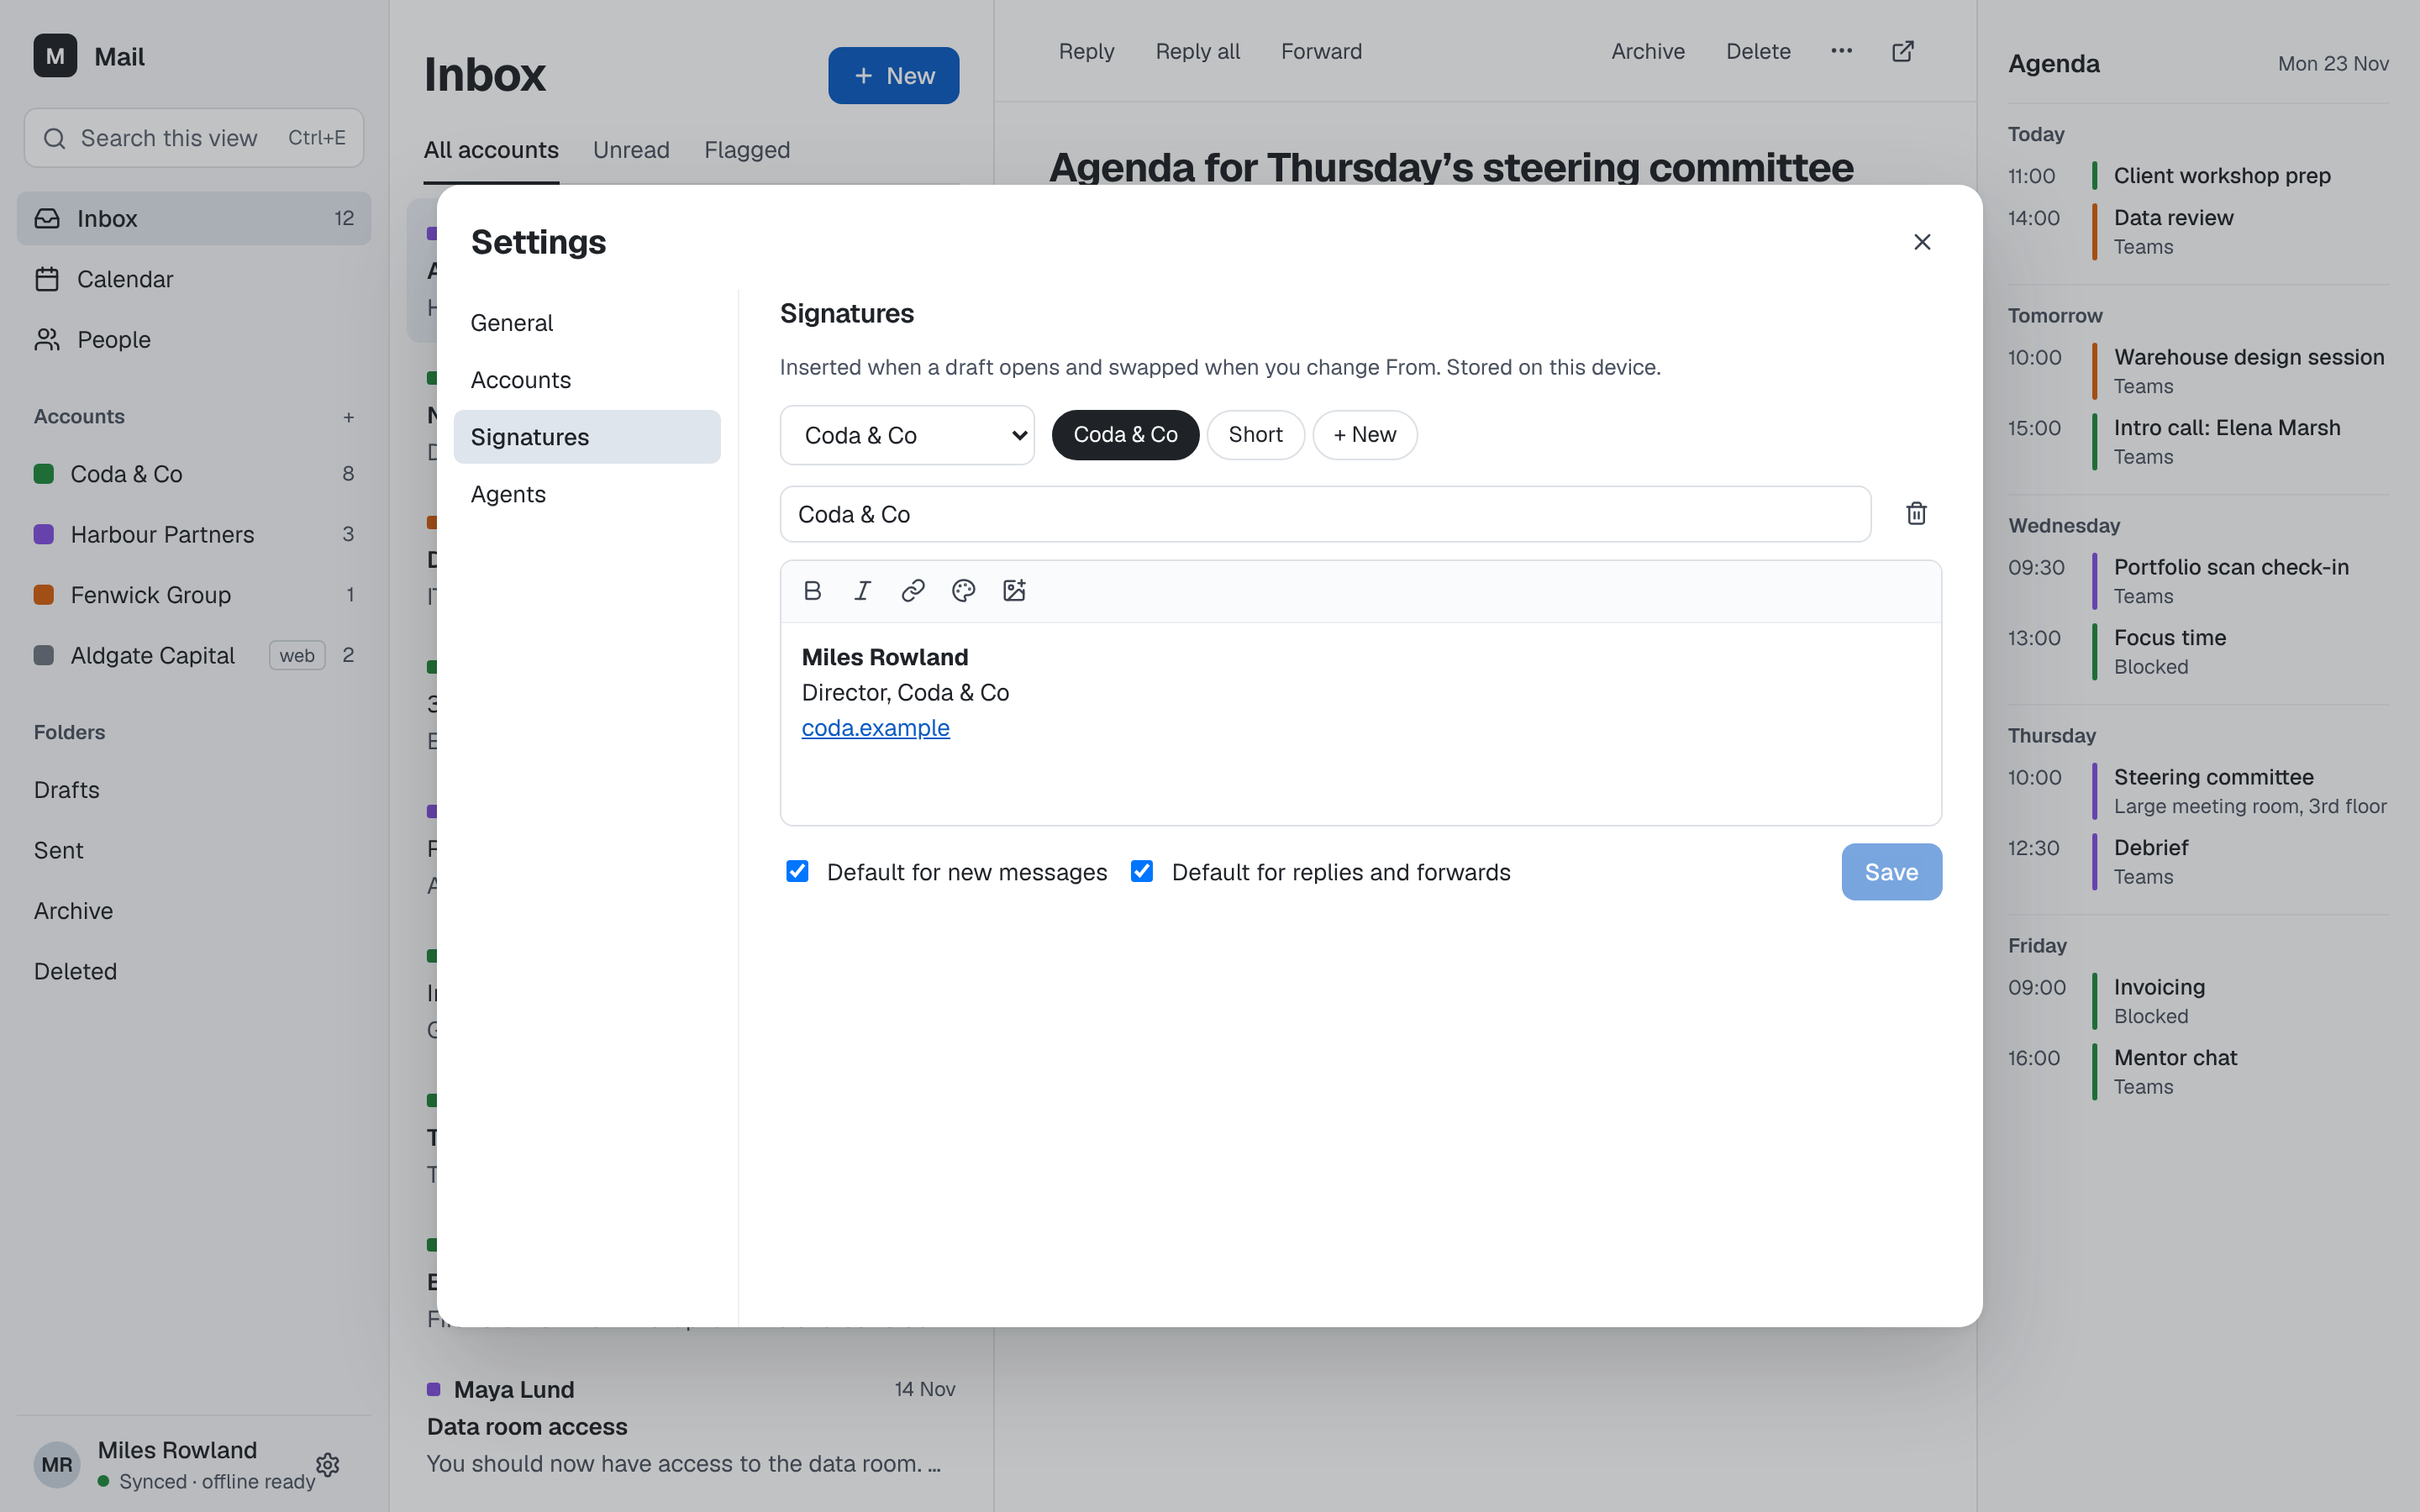 M Mail
Search this view Ctrl+E
Inbox 12
Calendar
People
Accounts +
Coda & Co 8
Harbour Partners 3
Fenwick Group 1
Aldgate Capital web 2
Folders
Drafts
Sent
Archive
Deleted
MR Miles Rowland
Synced · offline ready
Inbox
+ New
All accounts Unread Flagged
Maya Lund 14 Nov
Data room access
You should now have access to the data room. ...
Reply Reply all Forward Archive Delete
Agenda for Thursday’s steering committee
Settings
General
Accounts
Signatures
Agents
Signatures
Inserted when a draft opens and swapped when you change From. Stored on this device.
Coda & Co Coda & Co Short + New
Coda & Co
B I
Miles Rowland
Director, Coda & Co
coda.example
Default for new messages Default for replies and forwards Save
Agenda Mon 23 Nov
Today
11:00 Client workshop prep
14:00 Data review
Teams
Tomorrow
10:00 Warehouse design session
Teams
15:00 Intro call: Elena Marsh
Teams
Wednesday
09:30 Portfolio scan check-in
Teams
13:00 Focus time
Blocked
Thursday
10:00 Steering committee
Large meeting room, 3rd floor
12:30 Debrief
Teams
Friday
09:00 Invoicing
Blocked
16:00 Mentor chat
Teams